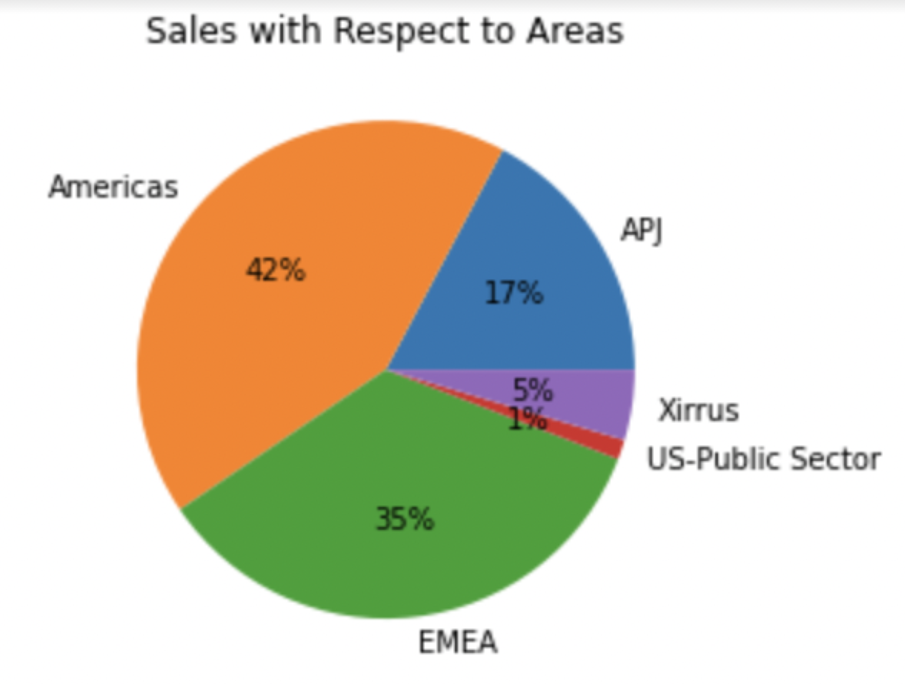 Sales with Respect to Areas
Americas
APJ
42%
17%
5%
Xirrus
1%
US-Public Sector
35%
EMEA